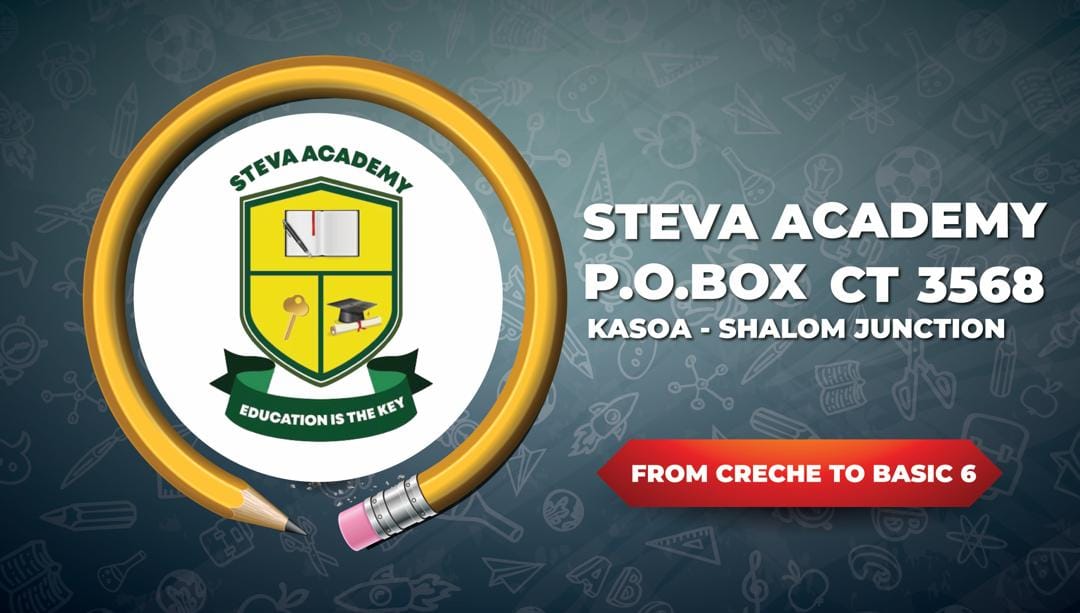 STEVA ACADEMY
EDUCATION IS THE KEY
STEVA ACADEMY
P.O.BOX CT 3568
KASOA - SHALOM JUNCTION
FROM CRECHE TO BASIC 6